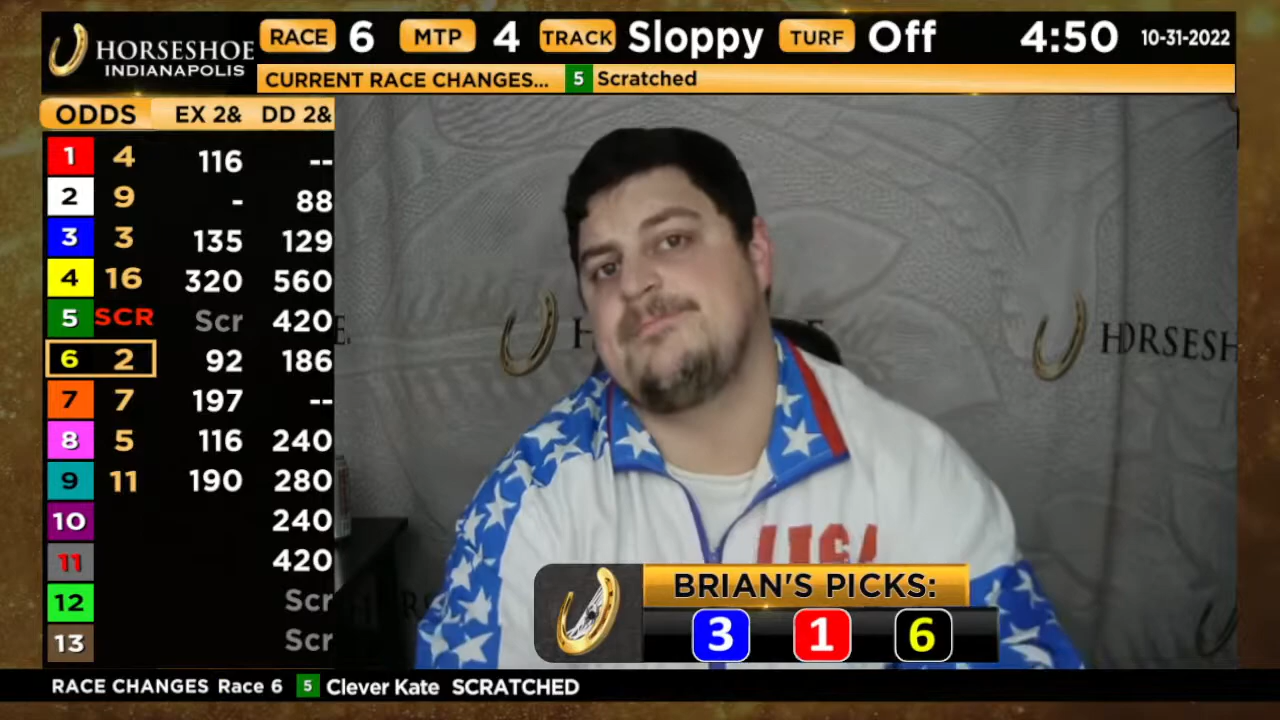 HORSESHOE
INDIANAPOLIS
RACE 6 MTP 4 TRACK Sloppy TURF Off 4:50 10-31-2022
CURRENT RACE CHANGES... 5 Scratched
ODDS EX 2& DD 2&
1 4 116 --
2 9 - 88
3 3 135 129
4 16 320 560
5 SCR Scr 420
6 2 92 186
7 7 197 --
8 5 116 240
9 11 190 280
10 240
11 420
12 Scr
13 Scr
HORSESH
USA
BRIAN'S PICKS:
3 1 6
RACE CHANGES Race 6 5 Clever Kate SCRATCHED